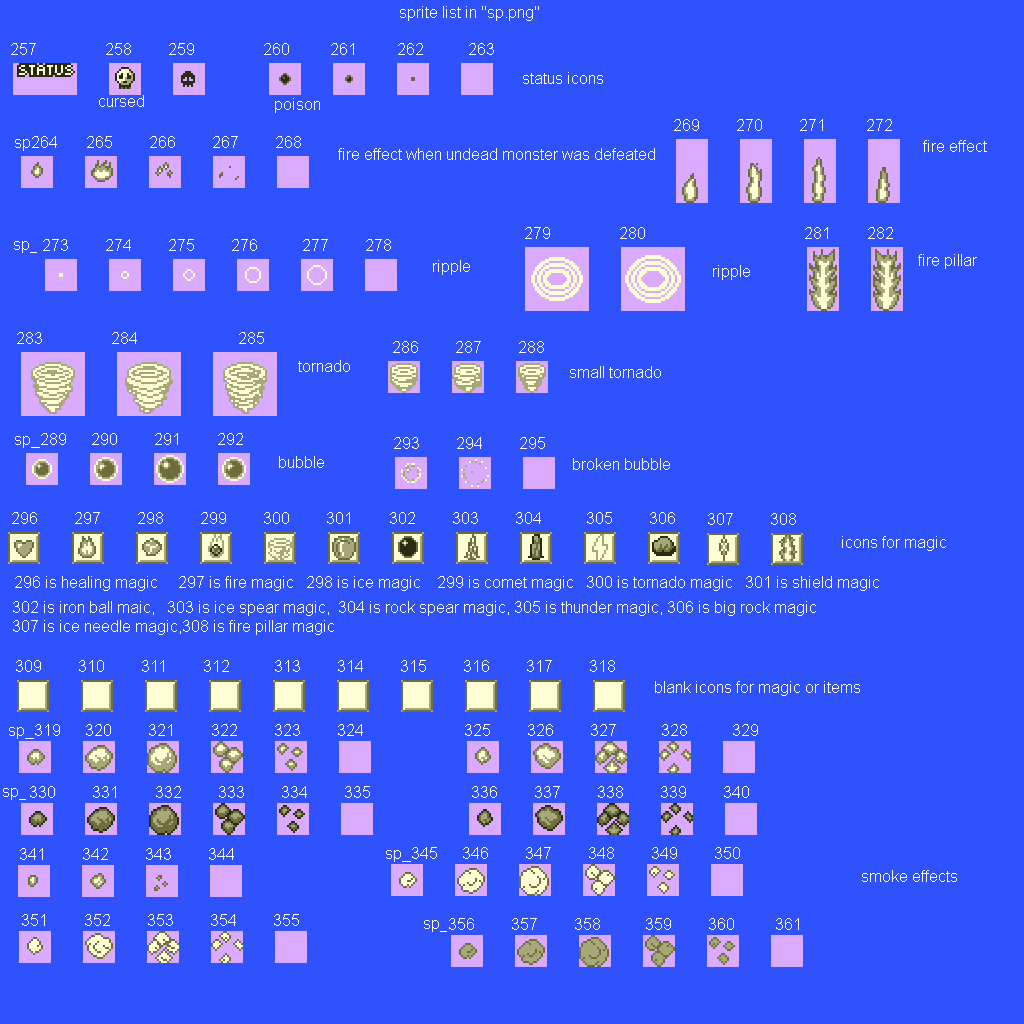 sprite list in "sp.png"
257 258 259 260 261 262 263
STATUS
status icons
cursed poison
sp264 265 266 267 268
fire effect when undead monster was defeated
269 270 271 272
fire effect
sp_ 273 274 275 276 277 278
ripple
279 280
ripple
281 282
fire pillar
283 284 285
tornado
286 287 288
small tornado
sp_289 290 291 292
bubble
293 294 295
broken bubble
296 297 298 299 300 301 302 303 304 305 306 307 308
icons for magic
296 is healing magic 297 is fire magic 298 is ice magic 299 is comet magic 300 is tornado magic 301 is shield magic
302 is iron ball maic, 303 is ice spear magic, 304 is rock spear magic, 305 is thunder magic, 306 is big rock magic
307 is ice needle magic,308 is fire pillar magic
309 310 311 312 313 314 315 316 317 318
blank icons for magic or items
sp_319 320 321 322 323 324 325 326 327 328 329
sp_330 331 332 333 334 335 336 337 338 339 340
341 342 343 344 sp_345 346 347 348 349 350
smoke effects
351 352 353 354 355 sp_356 357 358 359 360 361